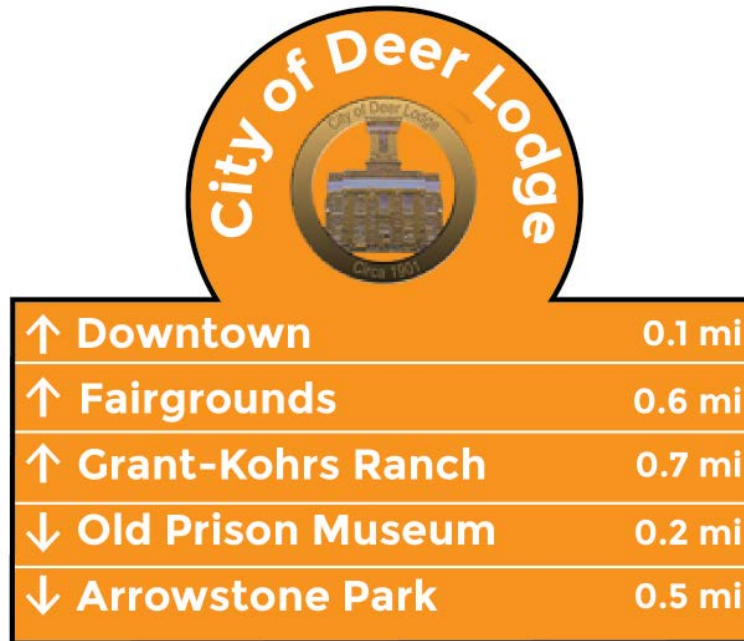 City of Deer Lodge
City of Deer Lodge
Circa 1901
↑ Downtown 0.1 mi
↑ Fairgrounds 0.6 mi
↑ Grant-Kohrs Ranch 0.7 mi
↓ Old Prison Museum 0.2 mi
↓ Arrowstone Park 0.5 mi